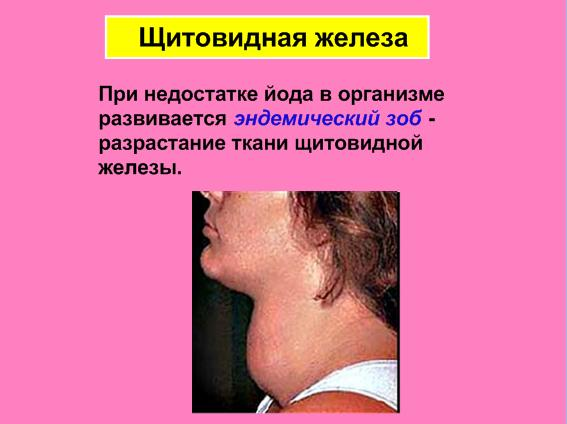 Щитовидная железа
При недостатке йода в организме
развивается эндемический зоб -
разрастание ткани щитовидной
железы.